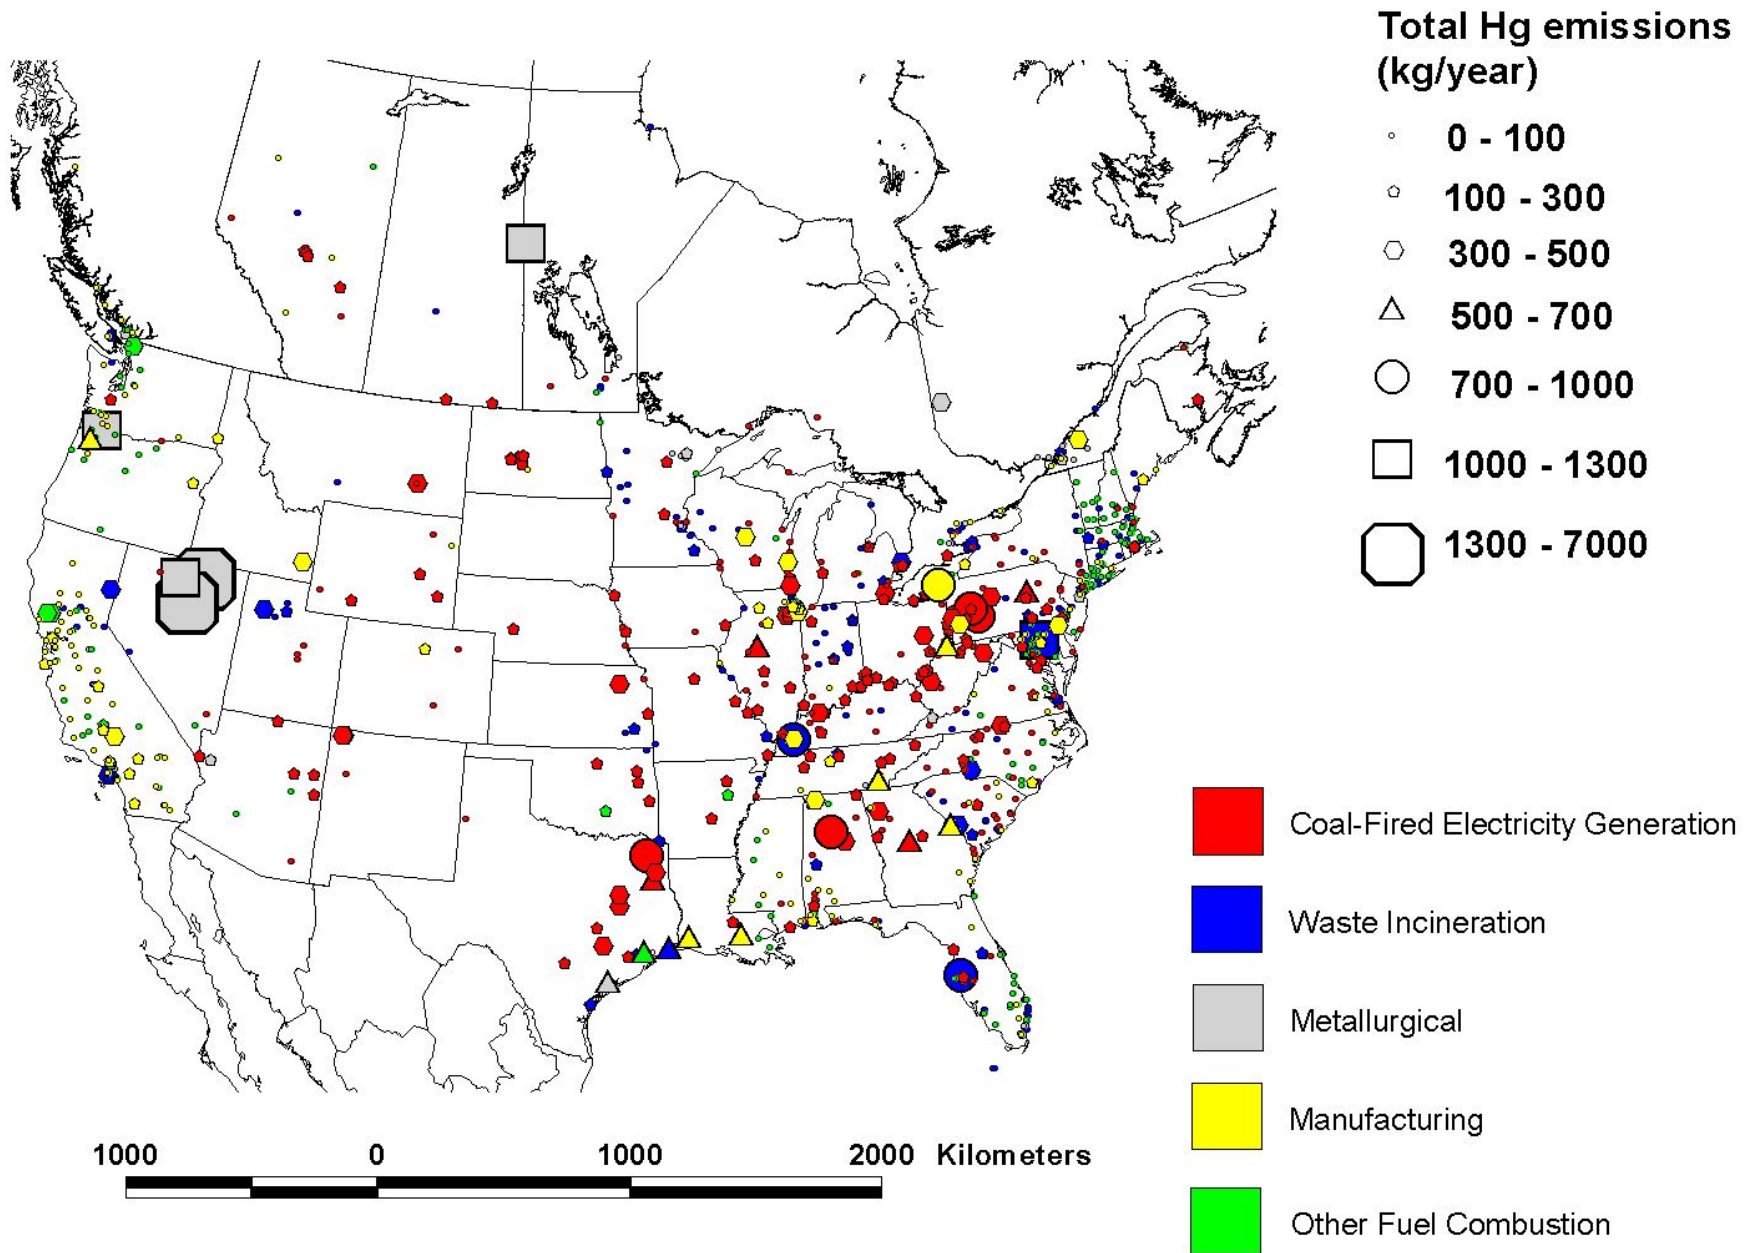 Total Hg emissions
(kg/year)
0 - 100
100 - 300
300 - 500
500 - 700
700 - 1000
1000 - 1300
1300 - 7000
Coal-Fired Electricity Generation
Waste Incineration
Metallurgical
Manufacturing
Other Fuel Combustion
1000 0 1000 2000 Kilometers